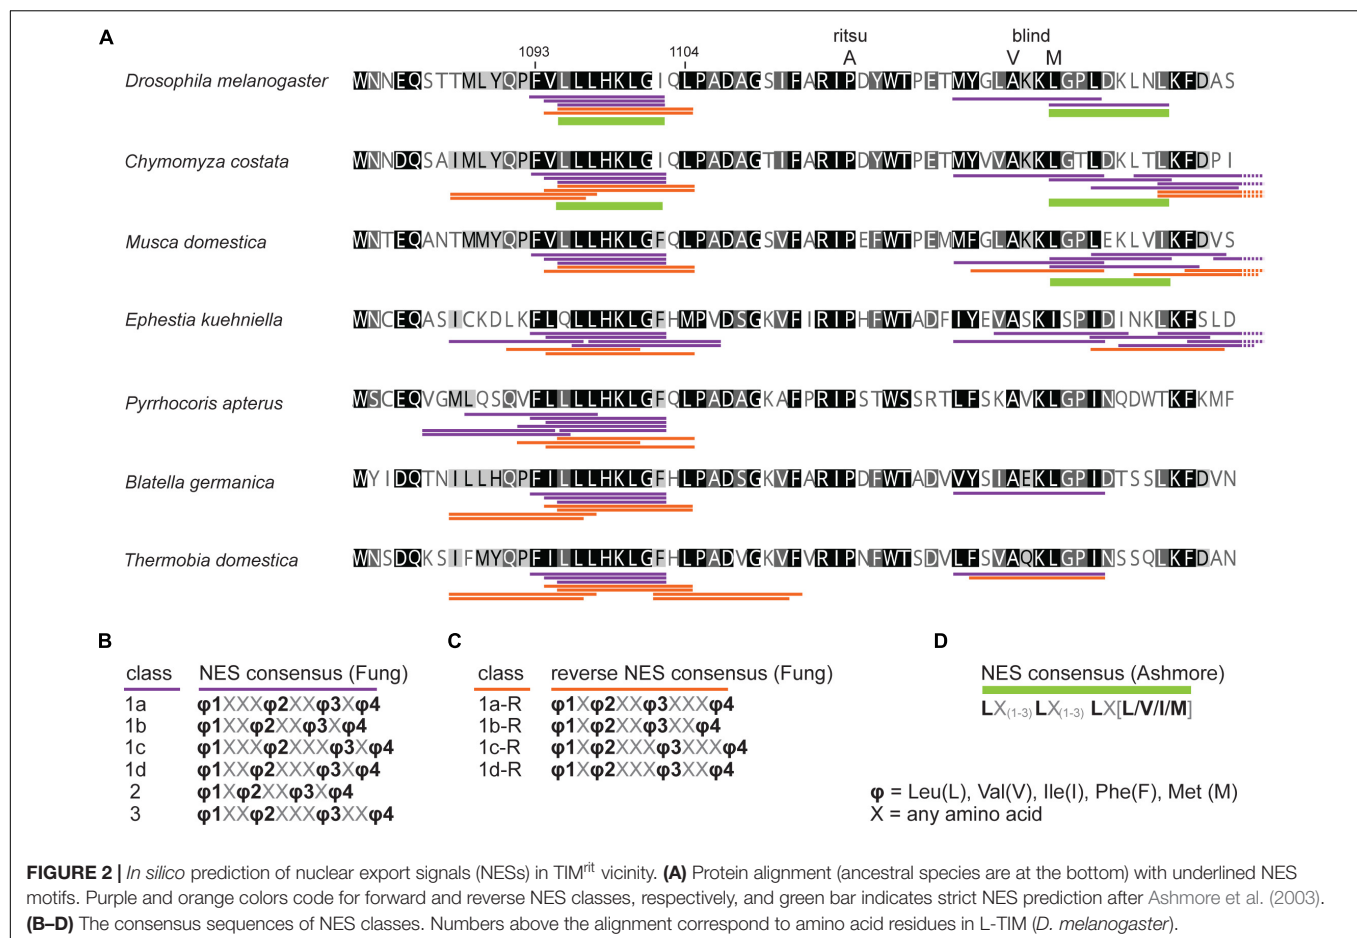 A
ritsu blind
1093 1104 A V M
Drosophila melanogaster WNNEQSTTMLYQPFVLLLHKLGIQLPADAGSIFARIPDYWTPETMYGLAKKLGPLDKLNLKFDAS
Chymomyza costata WNNDQSAIMLYQPFVLLLHKLGIQLPADAGTIFARIPDYWTPETMYVVAKKLGTLDKLTLKFDPI
Musca domestica WNTEQANTMMYQPFVLLLHKLGFQLPADAGSVFARIPEFWTPEMMFGLAKKLGPLEKLVIKFDVS
Ephestia kuehniella WNCEQASICKDLKFLQLLHKLGFHMPVDSGKVFIRIPHFWTADFIYEVASKISPIDINKLKFSLD
Pyrrhocoris apterus WSCEQVGMLQSQVFLLLLHKLGFQLPADAGKAFPRIPSTWSSRTLFSKAVKLGPINQDWTKFKMF
Blatella germanica WYIDQTNILLHQPFILLLHKLGFHLPADSGKVFARIPDFWTADVVYSIAEKLGPIDTSSLKFDVN
Thermobia domestica WNSDQKSIFMYQPFILLLHKLGFHLPADVGKVFVRIPNFWTSDVLFSVAQKLGPINSSQLKFDAN
B
class NES consensus (Fung)
1a φ1XXXφ2XXφ3Xφ4
1b φ1XXφ2XXφ3Xφ4
1c φ1XXXφ2XXXφ3Xφ4
1d φ1XXφ2XXXφ3Xφ4
2 φ1Xφ2XXφ3Xφ4
3 φ1XXφ2XXXφ3XXφ4
C
class reverse NES consensus (Fung)
1a-R φ1Xφ2XXφ3XXXφ4
1b-R φ1Xφ2XXφ3XXφ4
1c-R φ1Xφ2XXXφ3XXXφ4
1d-R φ1Xφ2XXXφ3XXφ4
D
NES consensus (Ashmore)
LX(1-3) LX(1-3) LX[L/V/I/M]
φ = Leu(L), Val(V), Ile(I), Phe(F), Met (M)
X = any amino acid
FIGURE 2 | In silico prediction of nuclear export signals (NESs) in TIMrit vicinity. (A) Protein alignment (ancestral species are at the bottom) with underlined NES
motifs. Purple and orange colors code for forward and reverse NES classes, respectively, and green bar indicates strict NES prediction after Ashmore et al. (2003).
(B–D) The consensus sequences of NES classes. Numbers above the alignment correspond to amino acid residues in L-TIM (D. melanogaster).